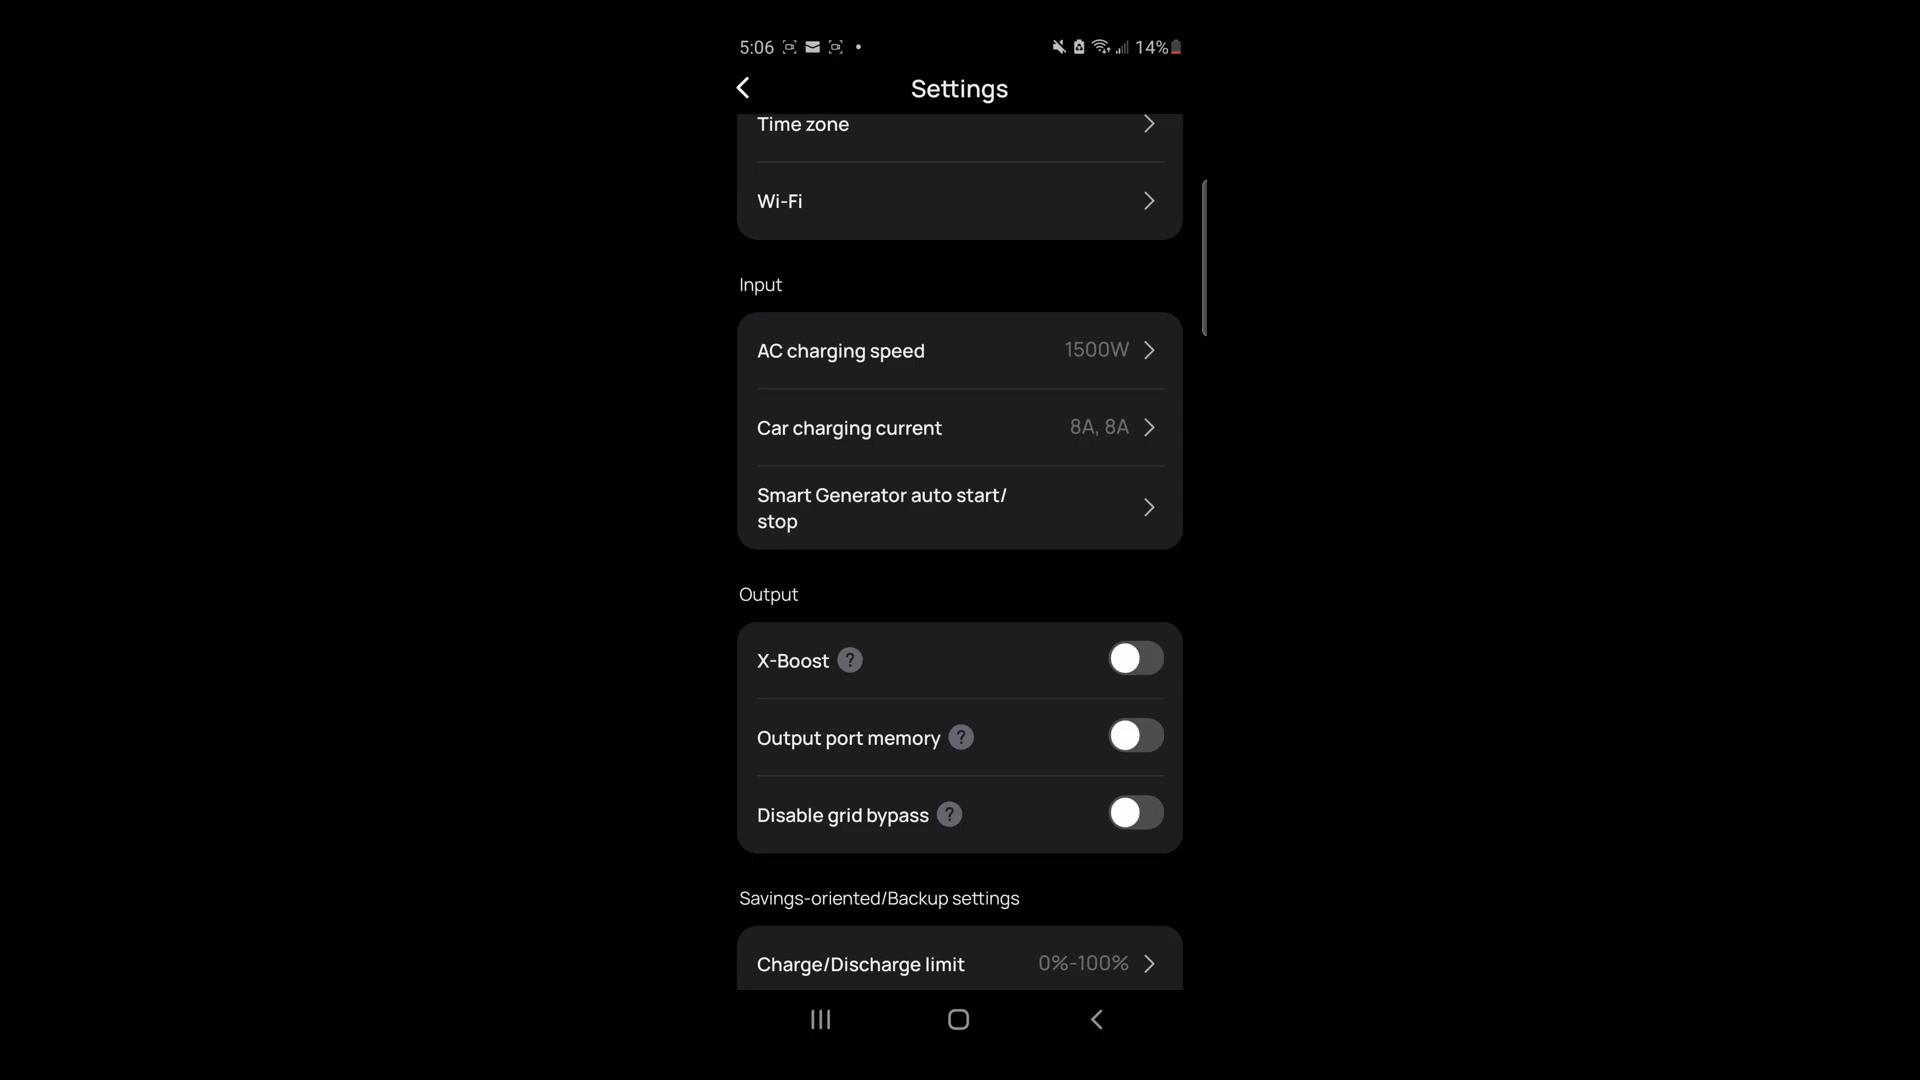 5:06 14%
Settings
Time zone
Wi-Fi
Input
AC charging speed 1500W
Car charging current 8A, 8A
Smart Generator auto start/
stop
Output
X-Boost ?
Output port memory ?
Disable grid bypass ?
Savings-oriented/Backup settings
Charge/Discharge limit 0%-100%